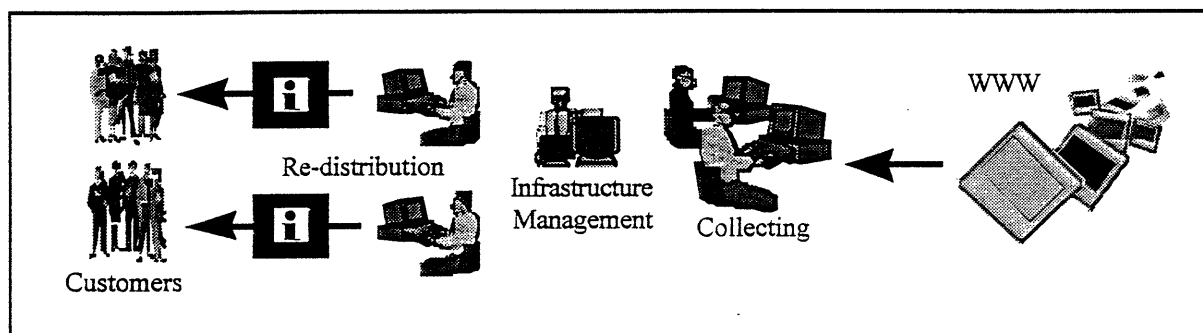 WWW
Re-distribution
Infrastructure
Management
Collecting
Customers
i
i